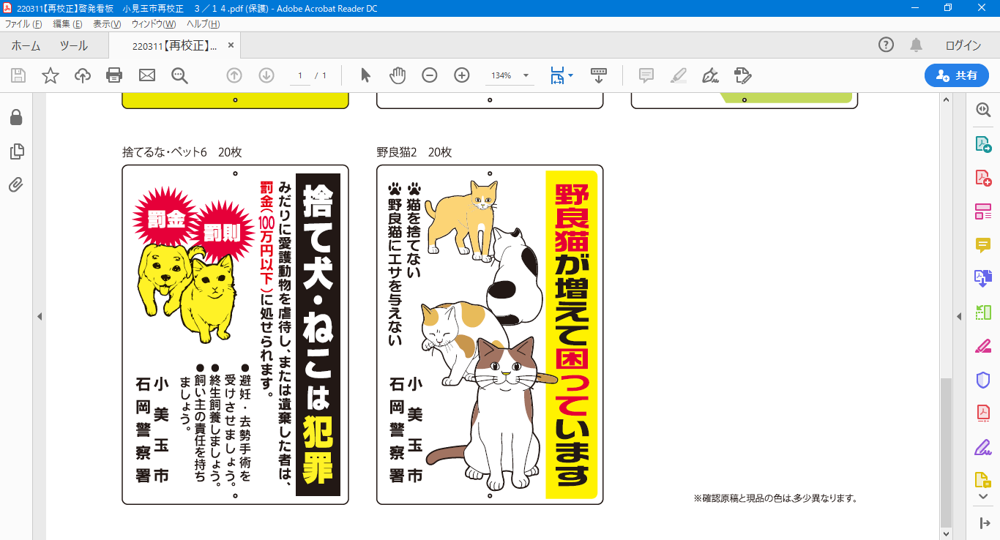 220311【再校正】啓発看板　小見玉市再校正　３／１４.pdf (保護) - Adobe Acrobat Reader DC
ファイル(F)　編集(E)　表示(V)　ウィンドウ(W)　ヘルプ(H)
ホーム　ツール　220311【再校正】... ×　ログイン
1 / 1　134%　共有
捨てるな・ペット6　20枚
捨て犬・ねこは犯罪
みだりに愛護動物を虐待し、または遺棄した者は、
罰金（100万円以下）に処せられます。
罰金
罰則
●避妊・去勢手術を
受けさせましょう。
●終生飼養しましょう。
●飼い主の責任を持ち
ましょう。
小美玉市
石岡警察署
野良猫2　20枚
野良猫が増えて困っています
猫を捨てない
野良猫にエサを与えない
小美玉市
石岡警察署
※確認原稿と現品の色は、多少異なります。